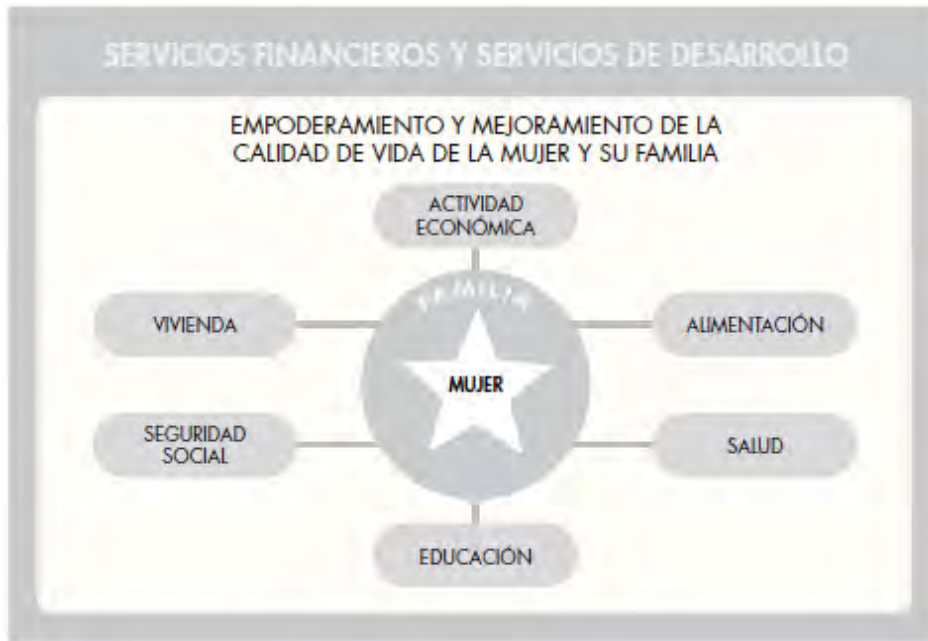 SERVICIOS FINANCIEROS Y SERVICIOS DE DESARROLLO
EMPODERAMIENTO Y MEJORAMIENTO DE LA
CALIDAD DE VIDA DE LA MUJER Y SU FAMILIA
ACTIVIDAD
ECONÓMICA
FAMILIA
VIVIENDA
ALIMENTACIÓN
MUJER
SEGURIDAD
SOCIAL
SALUD
EDUCACIÓN